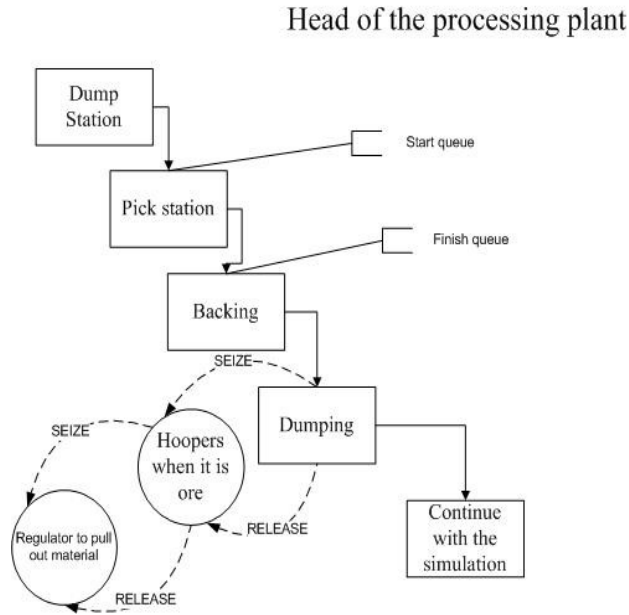 Head of the processing plant
Dump
Station
Start queue
Pick station
Finish queue
Backing
SEIZE
Dumping
SEIZE
Hoopers
when it is
ore
RELEASE
Continue
with the
simulation
Regulator to pull
out material
RELEASE